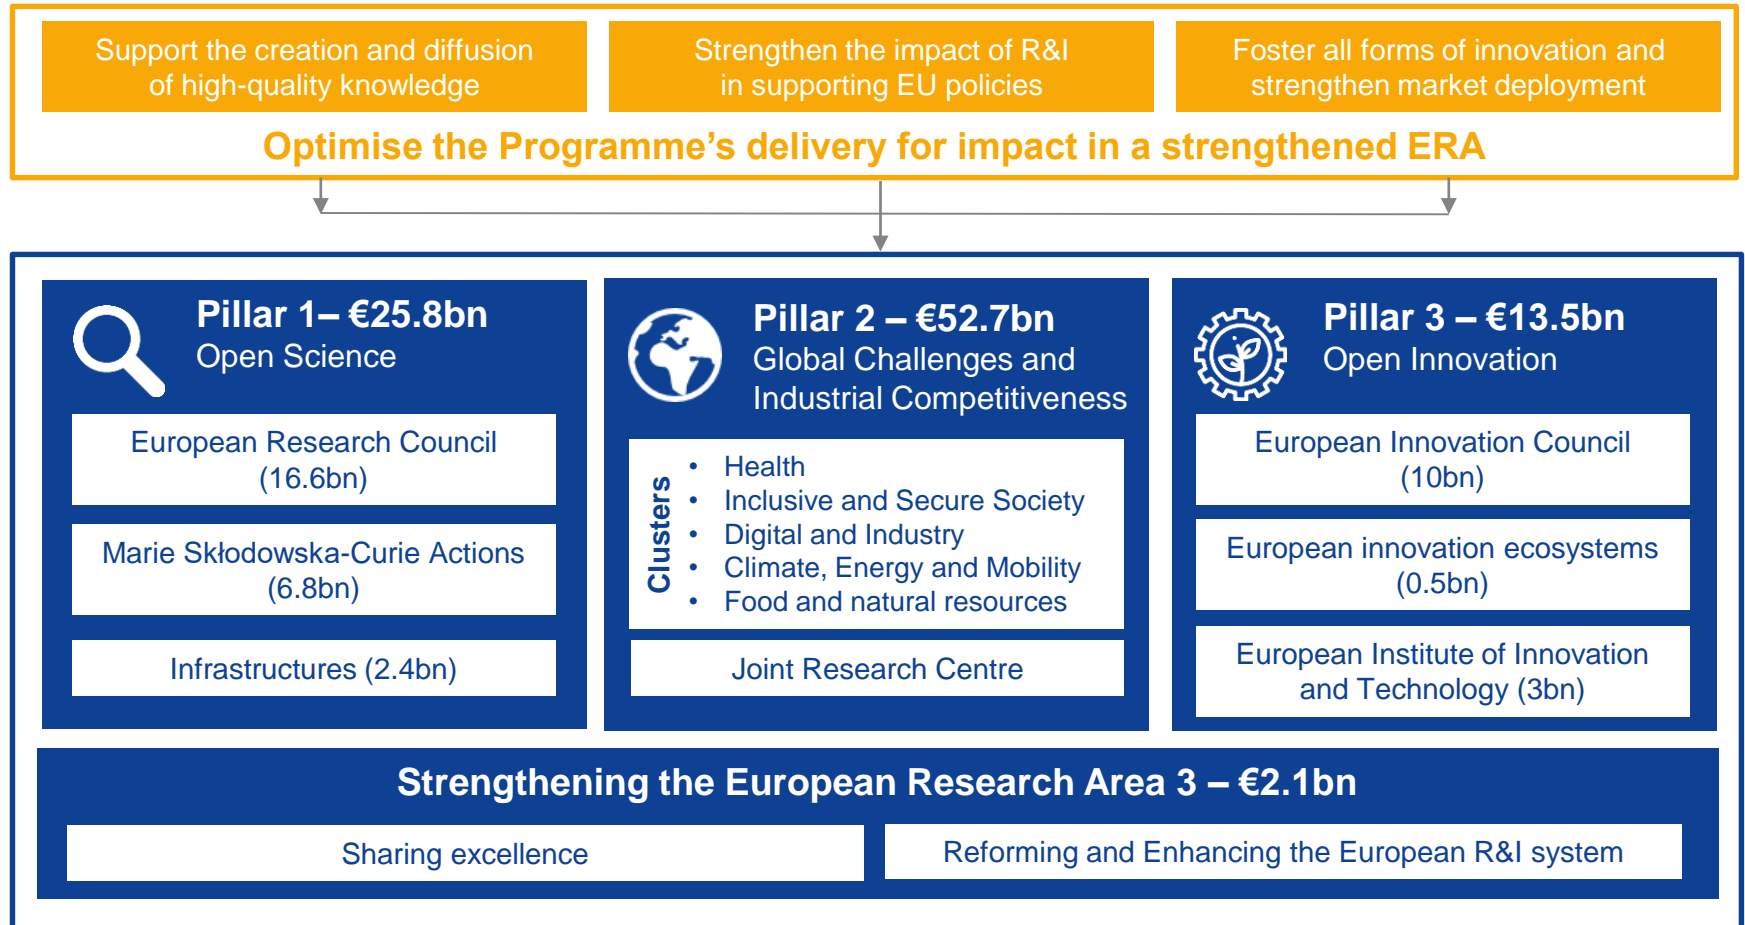 Support the creation and diffusion
of high-quality knowledge
Strengthen the impact of R&I
in supporting EU policies
Foster all forms of innovation and
strengthen market deployment
Optimise the Programme’s delivery for impact in a strengthened ERA
Pillar 1– €25.8bn
Open Science
European Research Council
(16.6bn)
Marie Skłodowska-Curie Actions
(6.8bn)
Infrastructures (2.4bn)
Pillar 2 – €52.7bn
Global Challenges and
Industrial Competitiveness
Clusters
• Health
• Inclusive and Secure Society
• Digital and Industry
• Climate, Energy and Mobility
• Food and natural resources
Joint Research Centre
Pillar 3 – €13.5bn
Open Innovation
European Innovation Council
(10bn)
European innovation ecosystems
(0.5bn)
European Institute of Innovation
and Technology (3bn)
Strengthening the European Research Area 3 – €2.1bn
Sharing excellence
Reforming and Enhancing the European R&I system